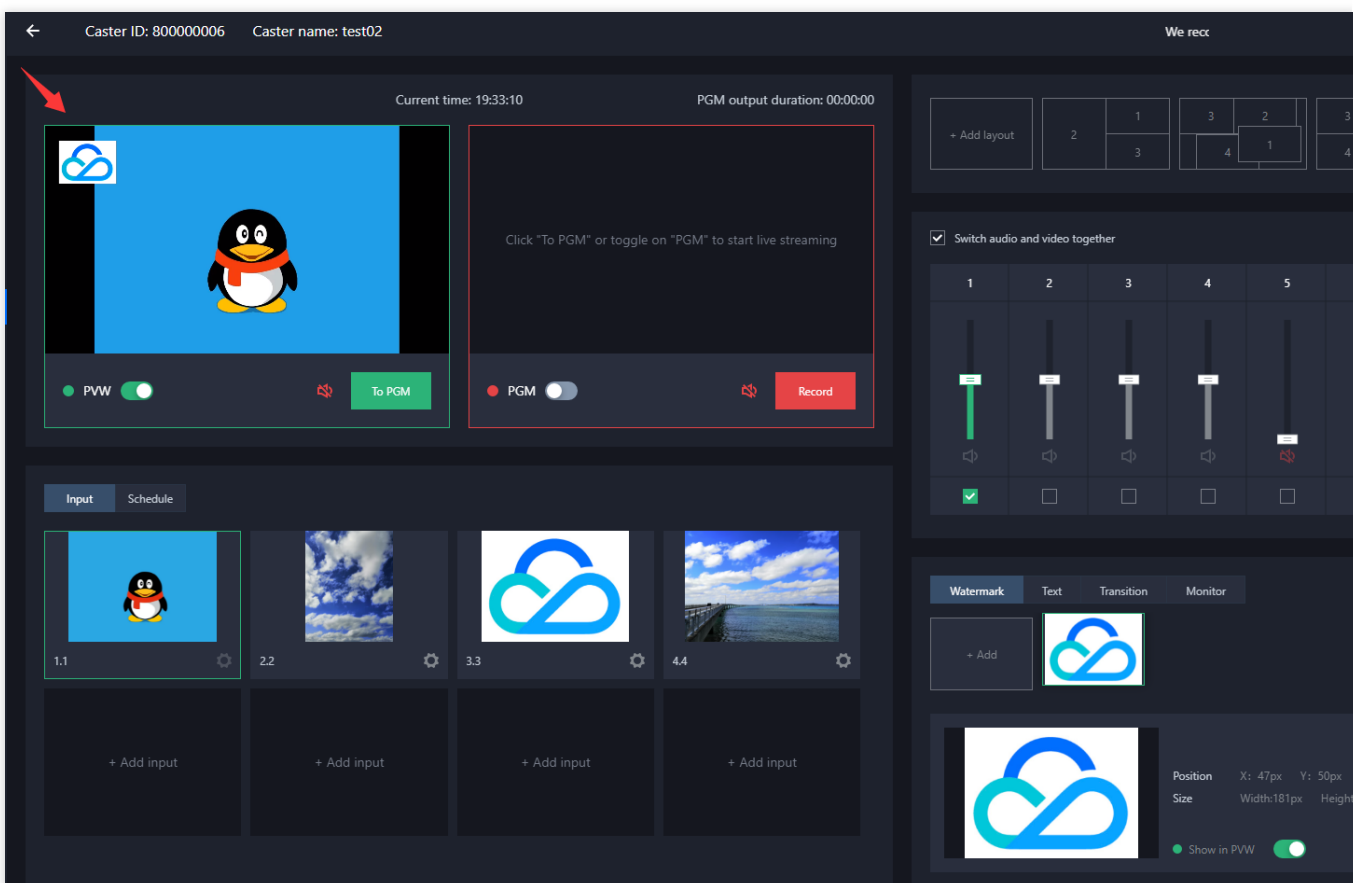 Caster ID: 800000006 Caster name: test02 We recc
Current time: 19:33:10 PGM output duration: 00:00:00
Click "To PGM" or toggle on "PGM" to start live streaming
PVW To PGM
PGM Record
+ Add layout
2 1 3
3 2 4 1
3 4
Switch audio and video together
1 2 3 4 5
Input Schedule
1.1 2.2 3.3 4.4
+ Add input + Add input + Add input + Add input
Watermark Text Transition Monitor
+ Add
Position X: 47px Y: 50px
Size Width:181px Height
Show in PVW